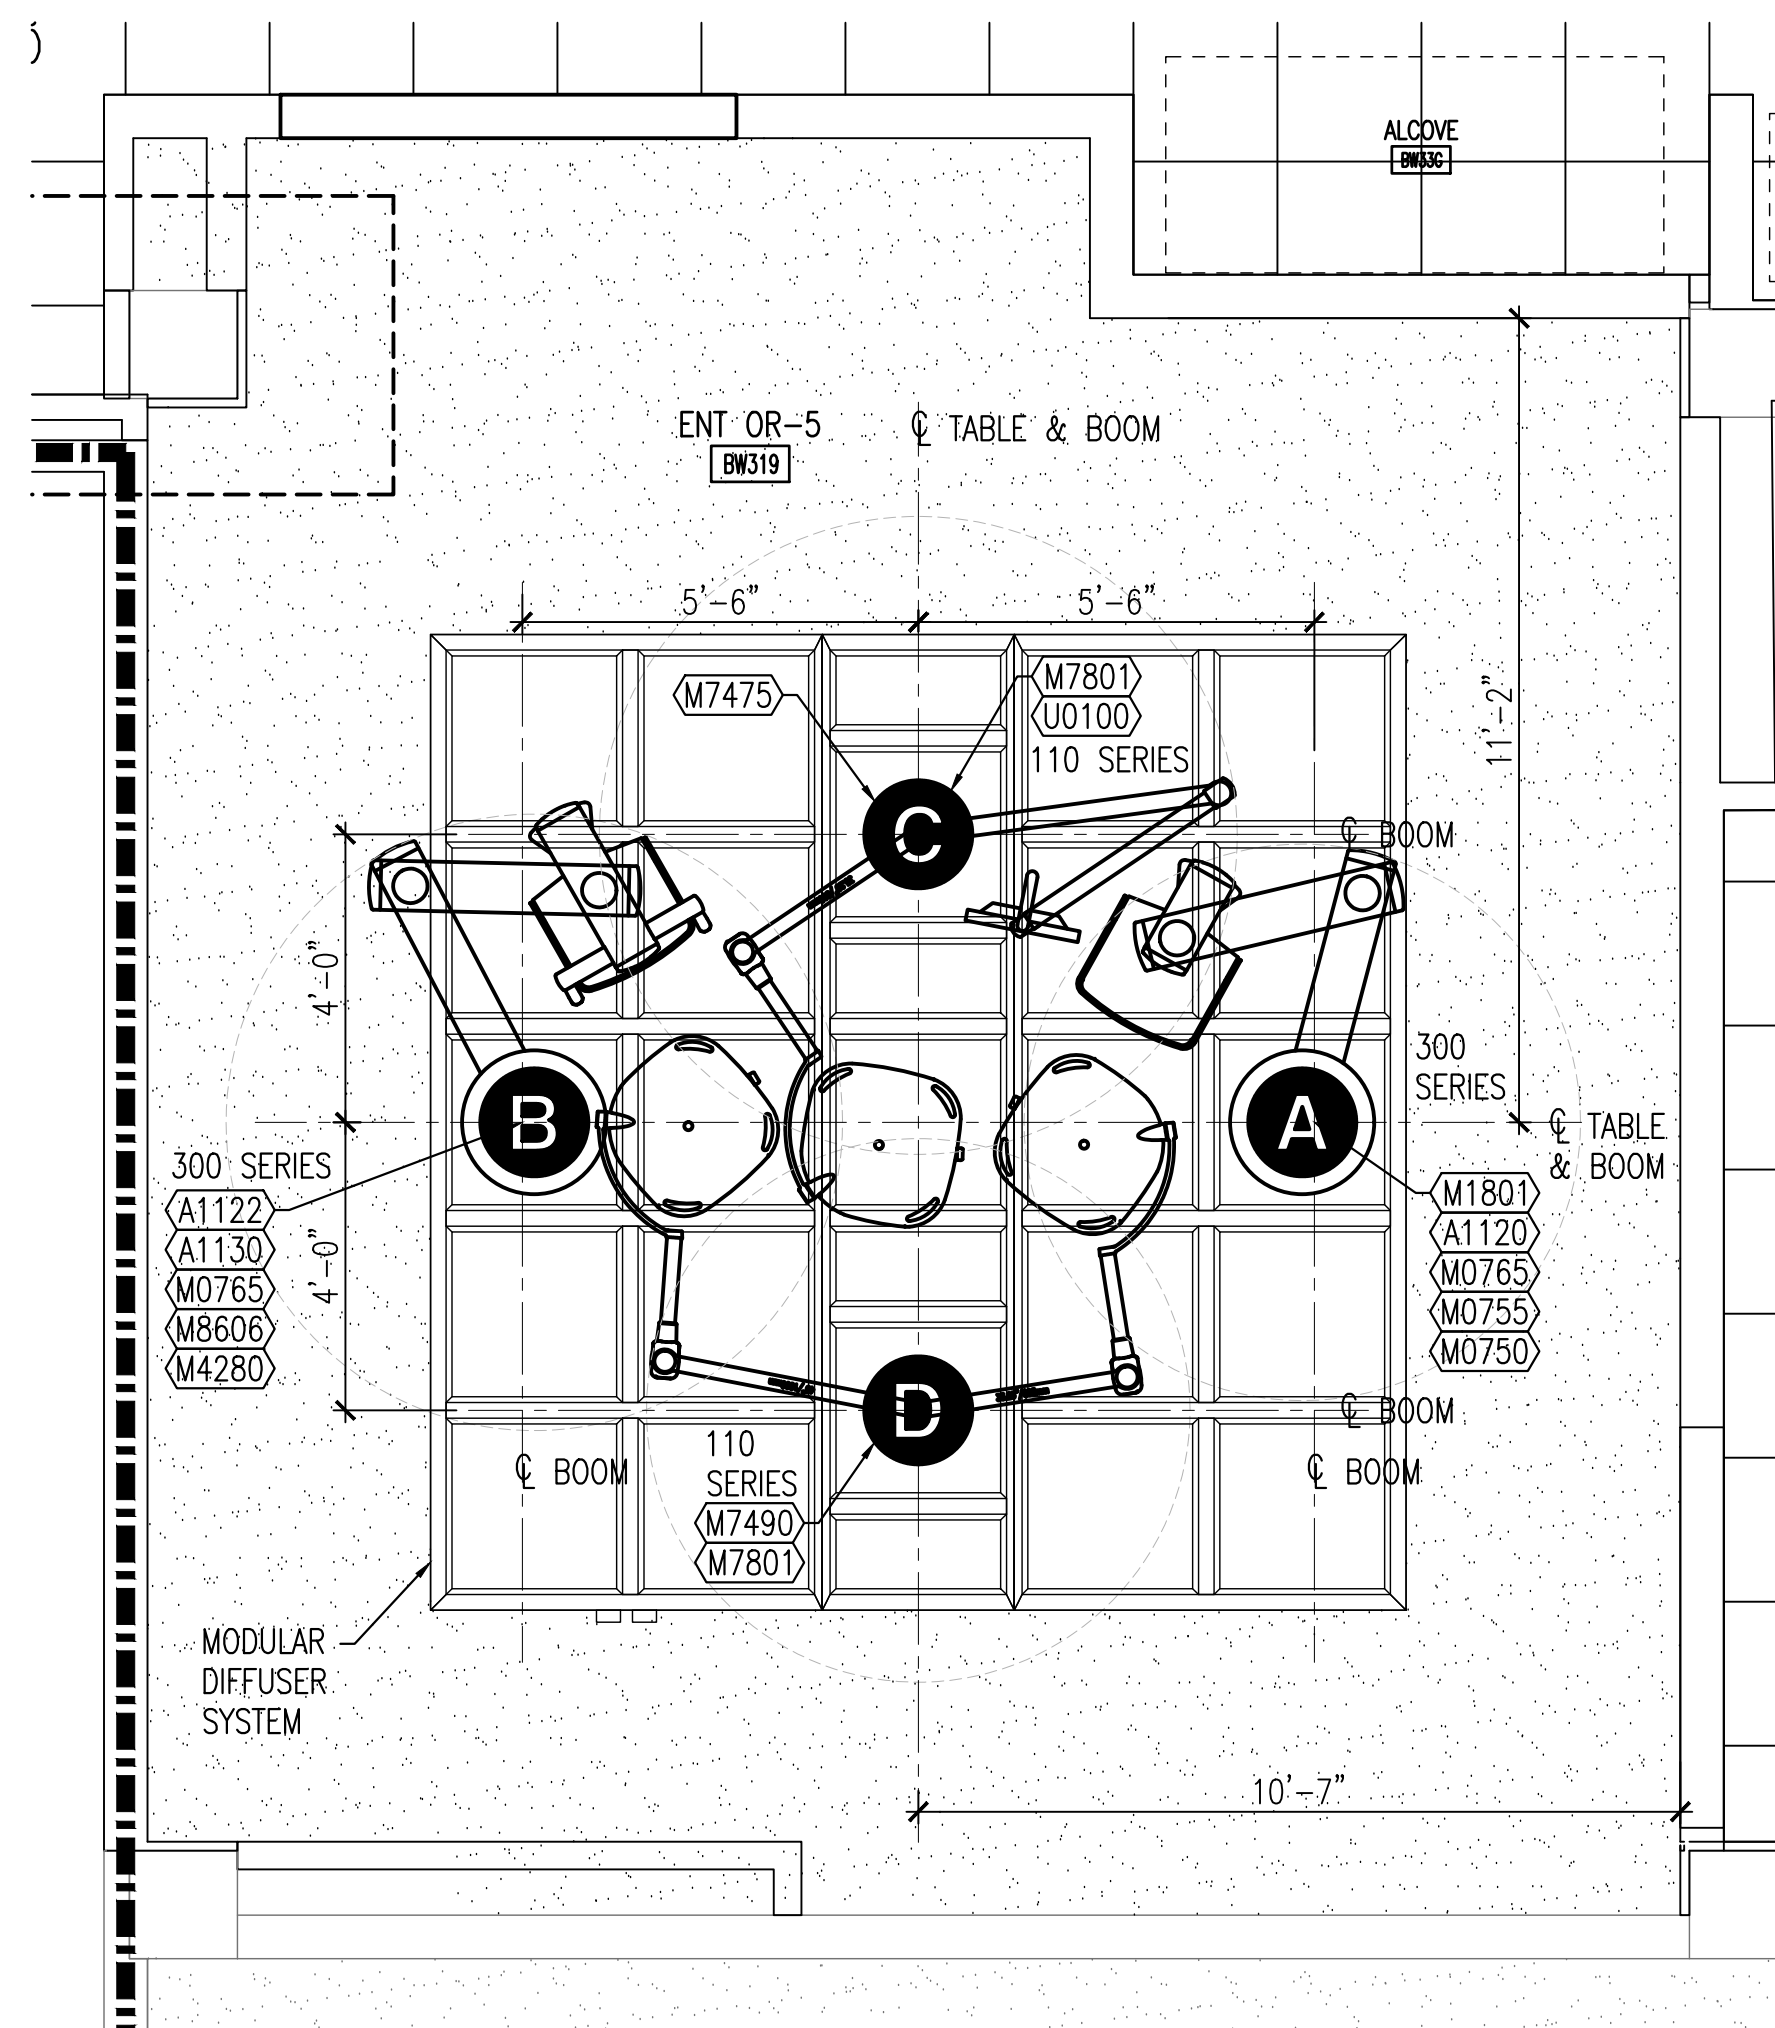 )
ALCOVE
BW33G
ENT OR-5
BW319
℄ TABLE & BOOM
5'-6"
5'-6"
M7475
M7801
U0100
110 SERIES
11'-2"
C
℄ BOOM
4'-0"
300
SERIES
B
A
℄ TABLE
& BOOM
300 SERIES
A1122
A1130
M0765
M8606
M4280
4'-0"
M1801
A1120
M0765
M0755
M0750
D
℄ BOOM
110
SERIES
M7490
M7801
℄ BOOM
℄ BOOM
MODULAR
DIFFUSER
SYSTEM
10'-7"